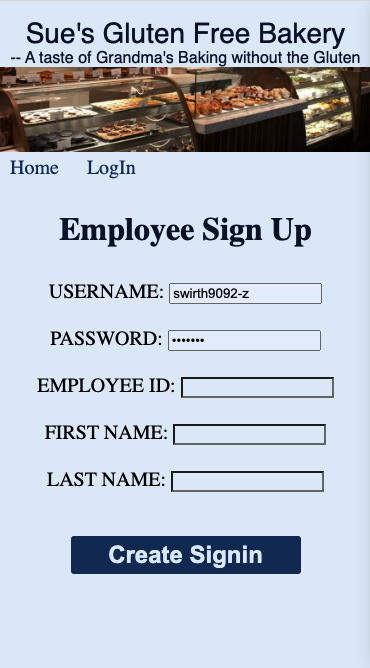 Sue's Gluten Free Bakery
-- A taste of Grandma's Baking without the Gluten
Home LogIn
Employee Sign Up
USERNAME: swirth9092-z
PASSWORD: •••••••
EMPLOYEE ID:
FIRST NAME:
LAST NAME:
Create Signin